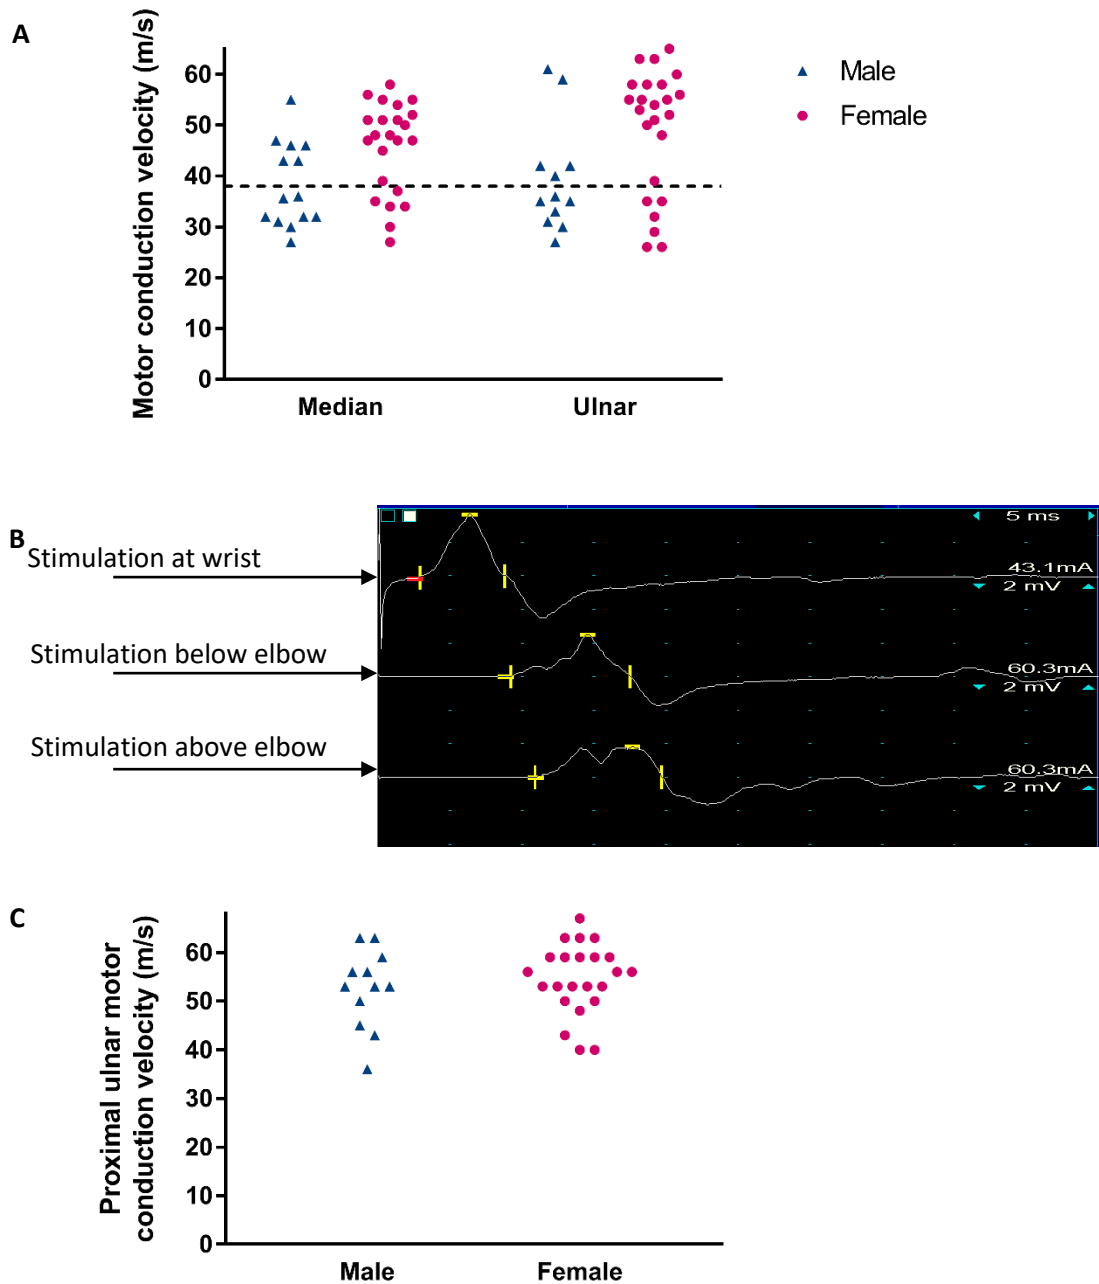 A
Motor conduction velocity (m/s)
60
50
40
30
20
10
0
Median
Ulnar
Male
Female
B
Stimulation at wrist
Stimulation below elbow
Stimulation above elbow
5 ms
43.1mA
2 mV
60.3mA
2 mV
60.3mA
2 mV
C
Proximal ulnar motor
conduction velocity (m/s)
60
50
40
30
20
10
0
Male
Female